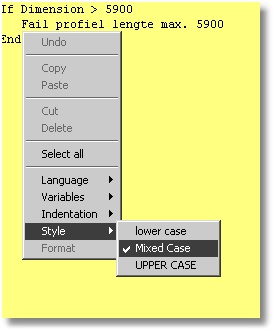 If Dimension > 5900
Fail profiel lengte max. 5900
End
Undo
Copy
Paste
Cut
Delete
Select all
Language
Variables
Indentation
Style
Format
lower case
Mixed Case
UPPER CASE